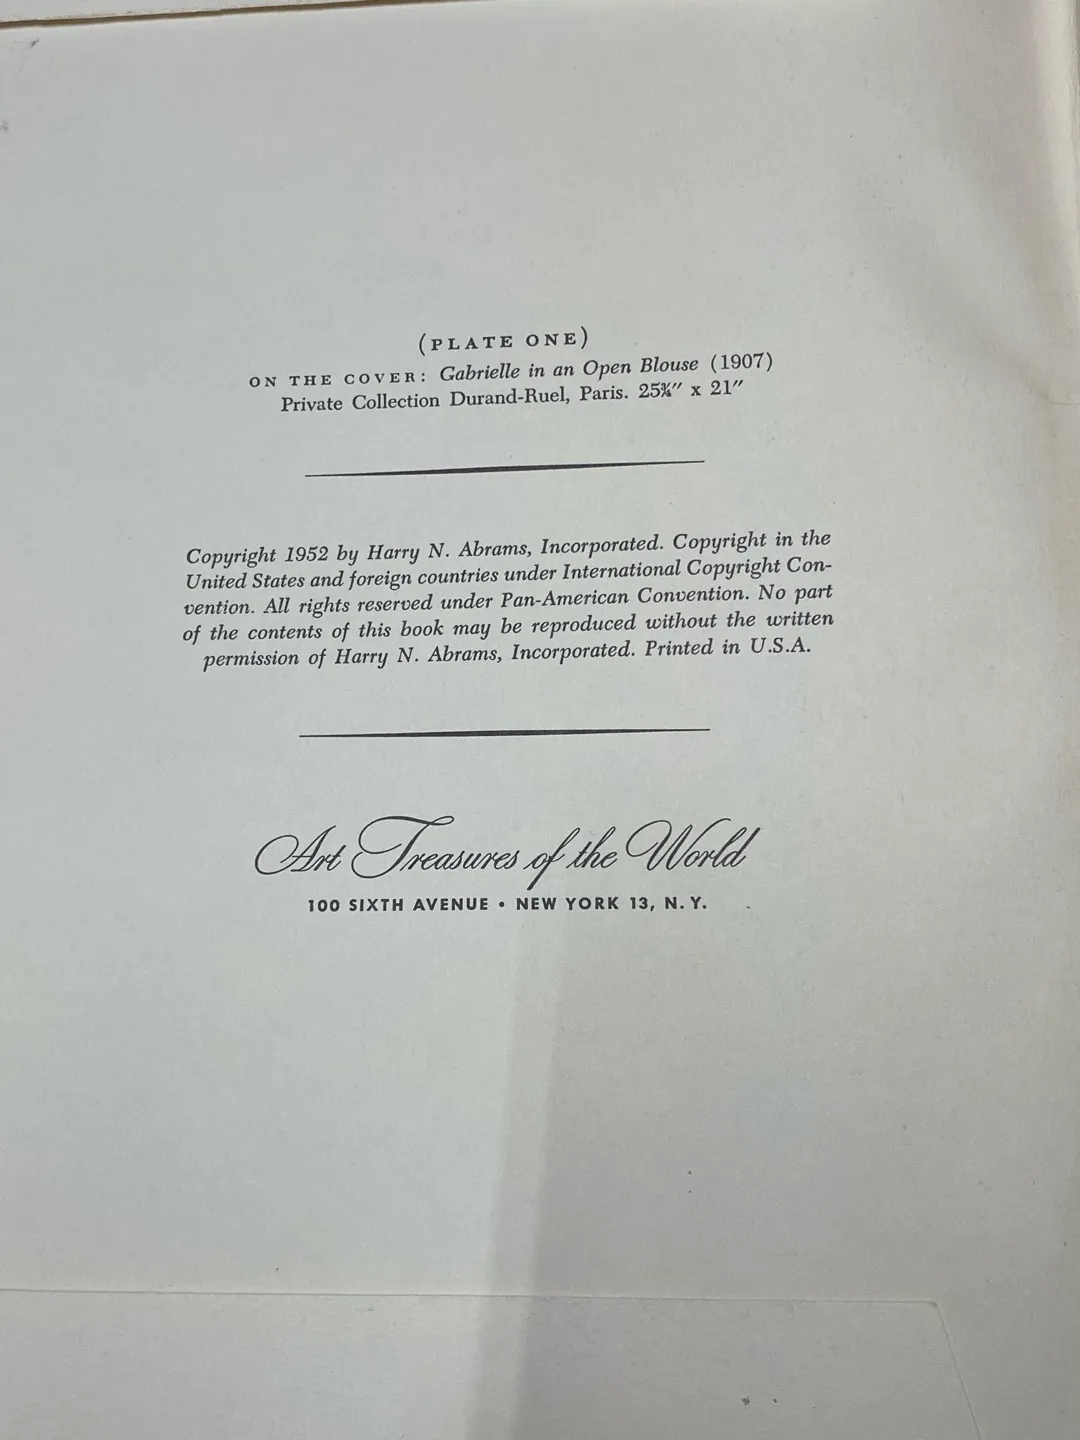 (PLATE ONE)
ON THE COVER: Gabrielle in an Open Blouse (1907)
Private Collection Durand-Ruel, Paris. 25¾″ x 21″
Copyright 1952 by Harry N. Abrams, Incorporated. Copyright in the
United States and foreign countries under International Copyright Con-
vention. All rights reserved under Pan-American Convention. No part
of the contents of this book may be reproduced without the written
permission of Harry N. Abrams, Incorporated. Printed in U.S.A.
Art Treasures of the World
100 SIXTH AVENUE • NEW YORK 13, N. Y.